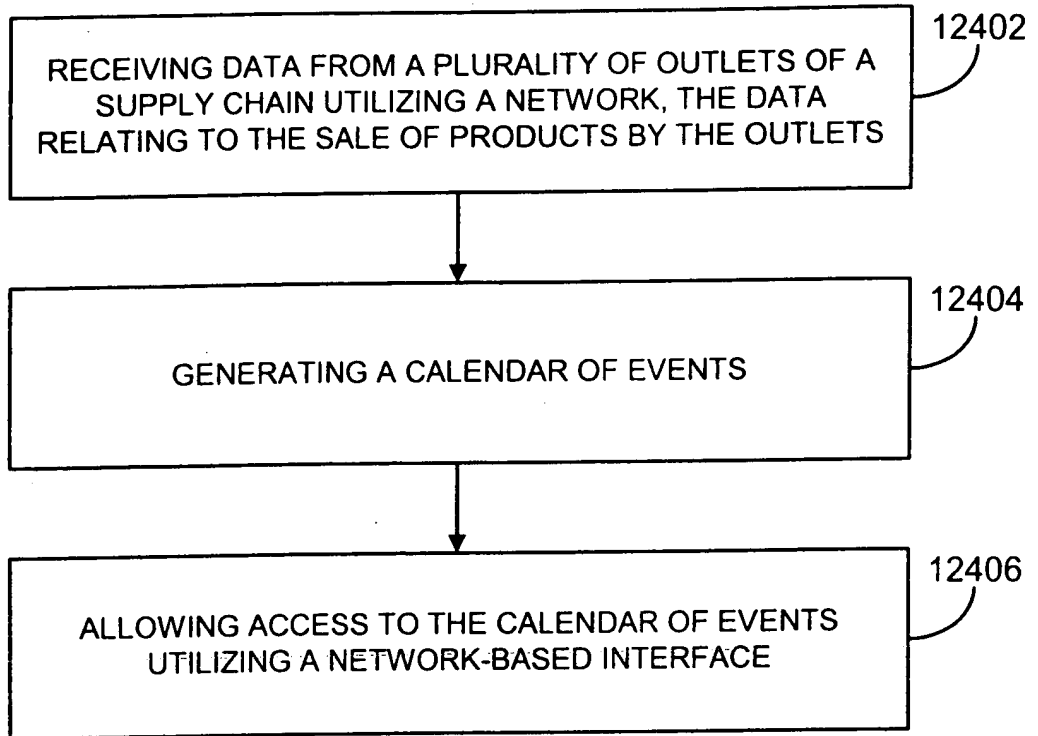 12402
RECEIVING DATA FROM A PLURALITY OF OUTLETS OF A
SUPPLY CHAIN UTILIZING A NETWORK, THE DATA
RELATING TO THE SALE OF PRODUCTS BY THE OUTLETS
12404
GENERATING A CALENDAR OF EVENTS
12406
ALLOWING ACCESS TO THE CALENDAR OF EVENTS
UTILIZING A NETWORK-BASED INTERFACE